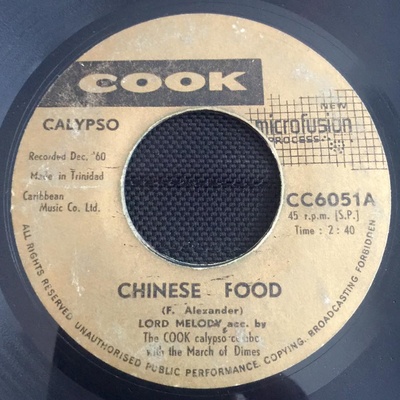 COOK
CALYPSO
NEW
microfusion
PROCESS
Recorded Dec. '60
Made in Trinidad
Caribbean
Music Co. Ltd.
CC6051A
45 r.p.m. [S.P.]
Time : 2 : 40
CHINESE FOOD
(F. Alexander)
LORD MELODY acc. by
The COOK calypso
with the March of Dimes
ALL RIGHTS RESERVED UNAUTHORISED PUBLIC PERFORMANCE, COPYING, BROADCASTING FORBIDDEN